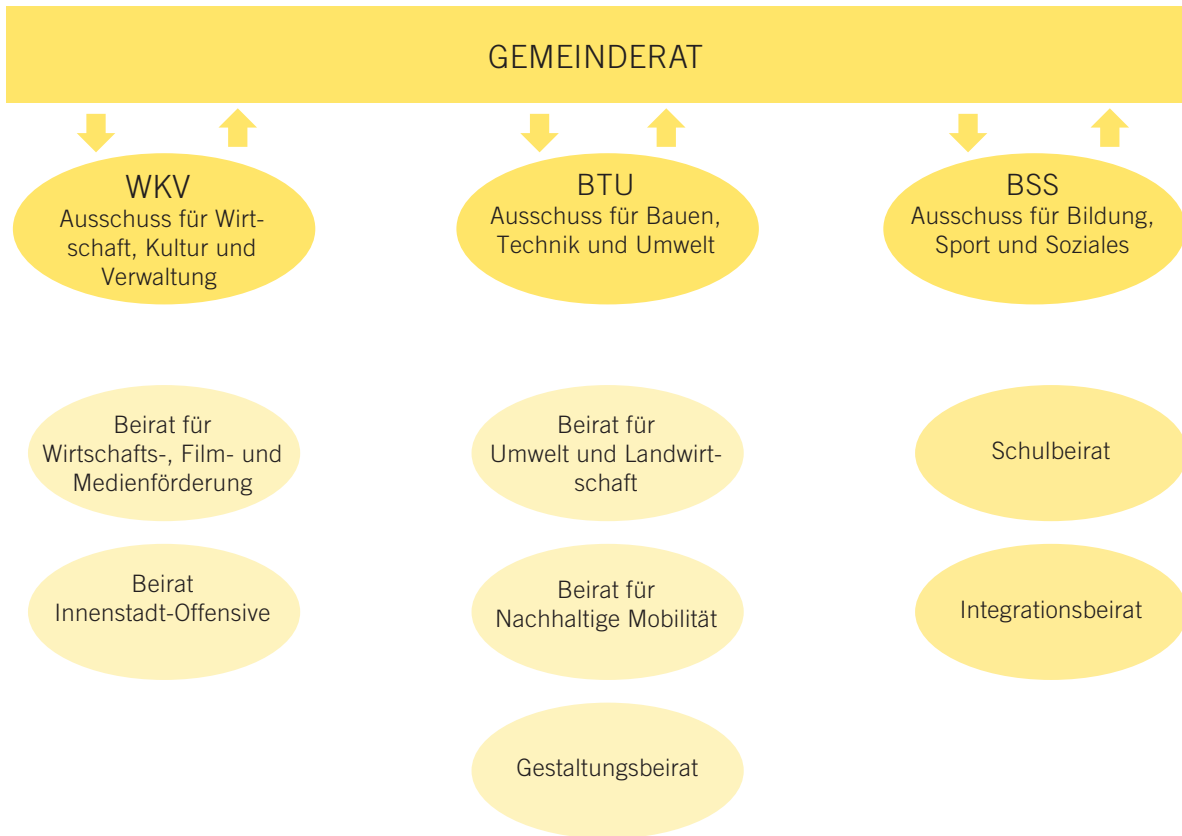 GEMEINDERAT
WKV
Ausschuss für Wirt-
schaft, Kultur und
Verwaltung
BTU
Ausschuss für Bauen,
Technik und Umwelt
BSS
Ausschuss für Bildung,
Sport und Soziales
Beirat für
Wirtschafts-, Film- und
Medienförderung
Beirat für
Umwelt und Landwirt-
schaft
Schulbeirat
Beirat
Innenstadt-Offensive
Beirat für
Nachhaltige Mobilität
Integrationsbeirat
Gestaltungsbeirat